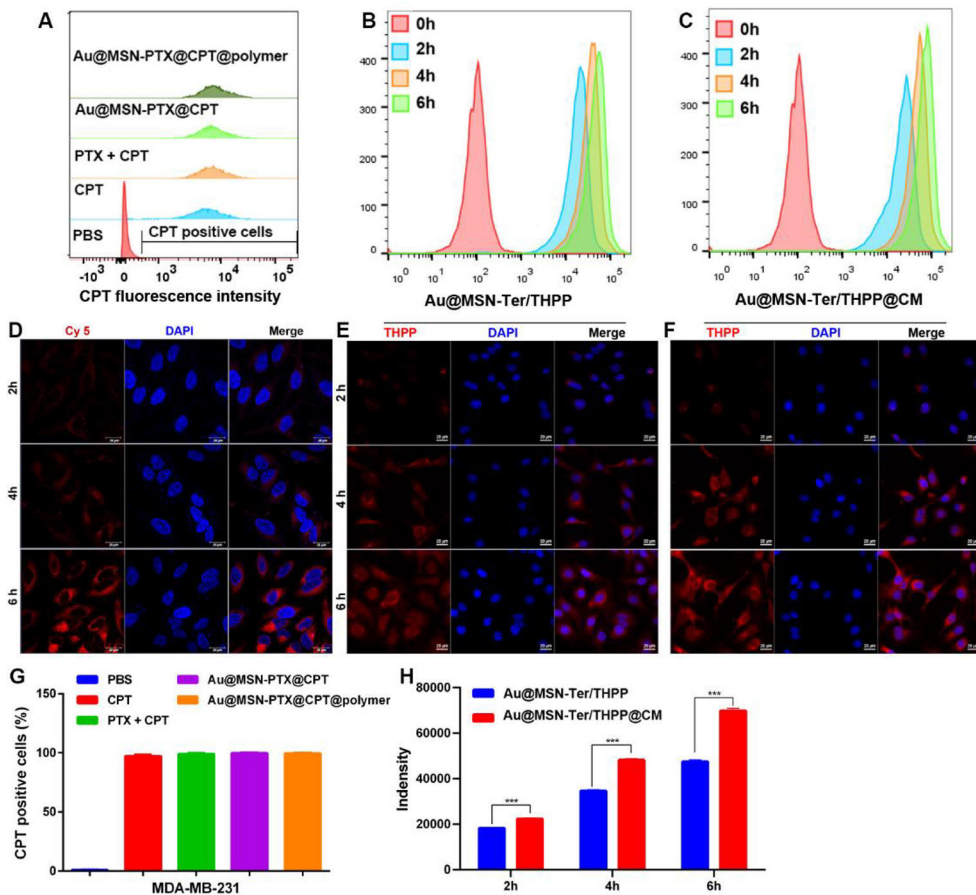 A
Au@MSN-PTX@CPT@polymer
Au@MSN-PTX@CPT
PTX + CPT
CPT
PBS
CPT positive cells
-10³ 0 10³ 10⁴ 10⁵
CPT fluorescence intensity
B
0h
2h
4h
6h
400
300
200
100
0
10⁰ 10¹ 10² 10³ 10⁴ 10⁵
Au@MSN-Ter/THPP
C
0h
2h
4h
6h
400
300
200
100
0
10⁰ 10¹ 10² 10³ 10⁴ 10⁵
Au@MSN-Ter/THPP@CM
D
Cy 5 DAPI Merge
2h
4h
6 h
E
THPP DAPI Merge
2 h
4 h
6h
20 μm
F
THPP DAPI Merge
20 μm
G
PBS
CPT
PTX + CPT
Au@MSN-PTX@CPT
Au@MSN-PTX@CPT@polymer
CPT positive cells (%)
150
100
50
0
MDA-MB-231
H
Au@MSN-Ter/THPP
Au@MSN-Ter/THPP@CM
Indensity
80000
60000
40000
20000
0
***
***
***
2h 4h 6h